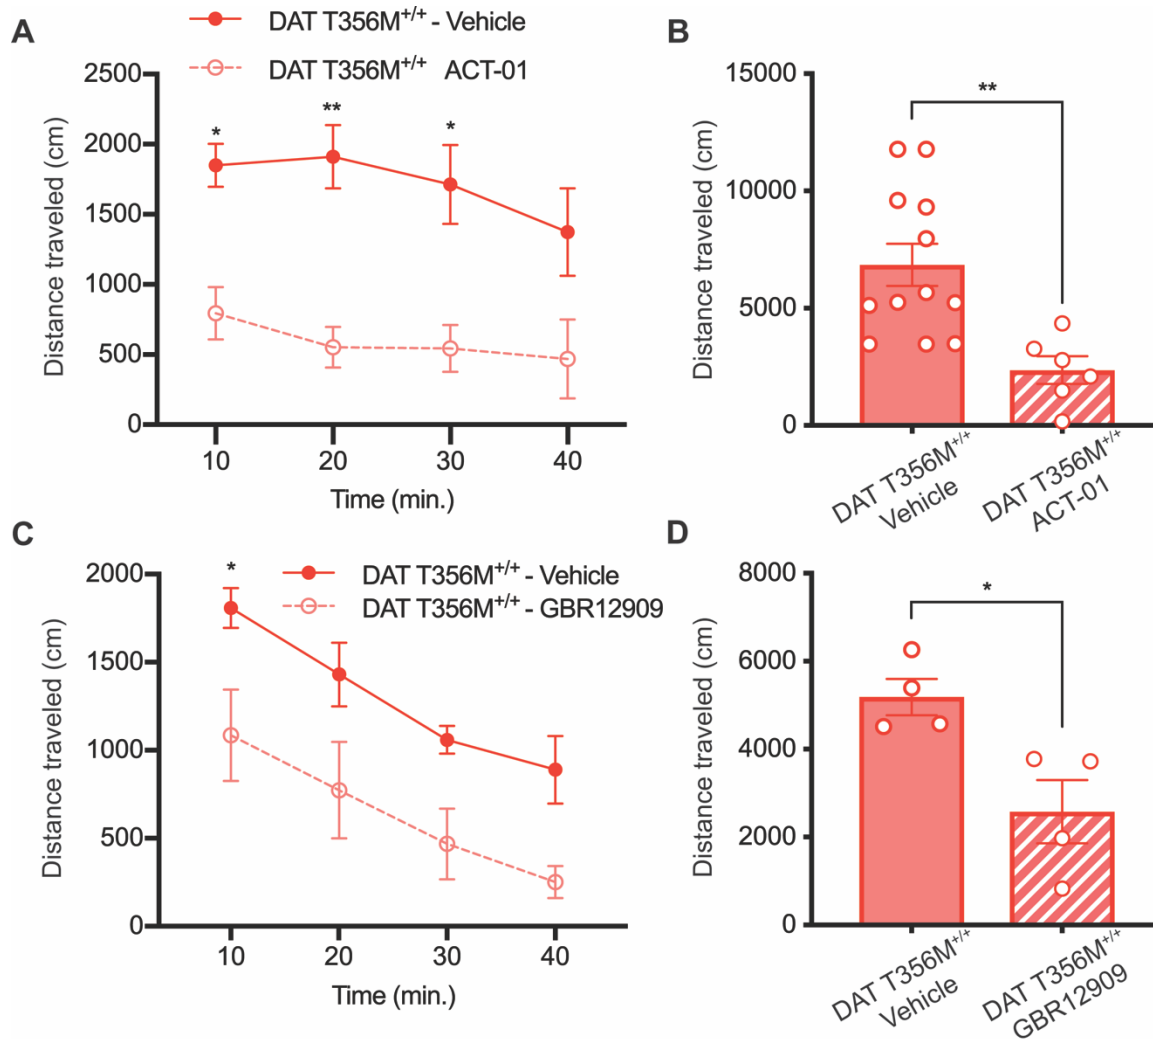 A
DAT T356M+/+ - Vehicle
DAT T356M+/+ ACT-01
Distance traveled (cm)
2500
2000
1500
1000
500
0
*
**
*
10 20 30 40
Time (min.)
B
Distance traveled (cm)
15000
10000
5000
0
**
DAT T356M+/+
Vehicle
DAT T356M+/+
ACT-01
C
DAT T356M+/+ - Vehicle
DAT T356M+/+ - GBR12909
Distance traveled (cm)
2000
1500
1000
500
0
*
10 20 30 40
Time (min.)
D
Distance traveled (cm)
8000
6000
4000
2000
0
*
DAT T356M+/+
Vehicle
DAT T356M+/+
GBR12909